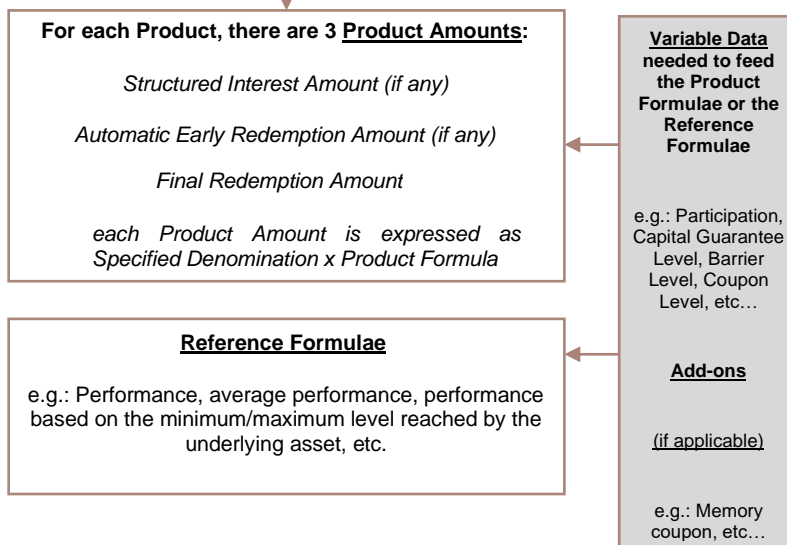 For each Product, there are 3 Product Amounts:
Structured Interest Amount (if any)
Automatic Early Redemption Amount (if any)
Final Redemption Amount
each Product Amount is expressed as
Specified Denomination x Product Formula
Reference Formulae
e.g.: Performance, average performance, performance
based on the minimum/maximum level reached by the
underlying asset, etc.
Variable Data
needed to feed
the Product
Formulae or the
Reference
Formulae
e.g.: Participation,
Capital Guarantee
Level, Barrier
Level, Coupon
Level, etc…
Add-ons
(if applicable)
e.g.: Memory
coupon, etc…